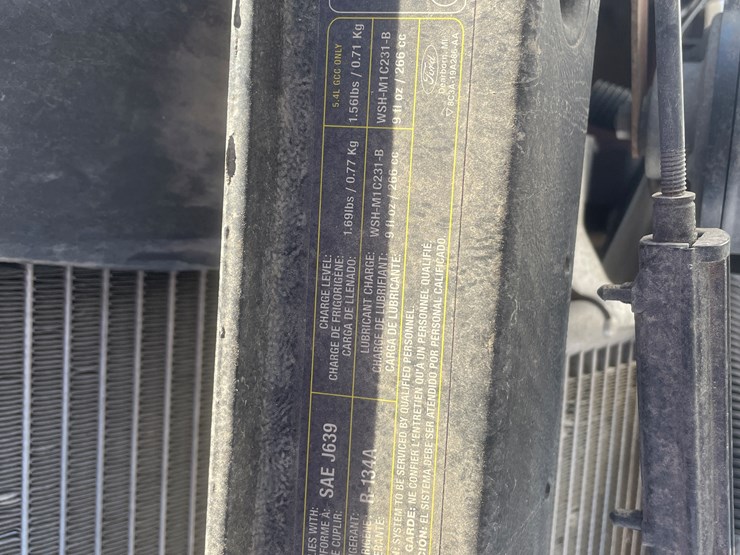 5.4L GCC ONLY
CHARGE LEVEL: 1.69lbs / 0.77 Kg 1.56lbs / 0.71 Kg
CHARGE DE FRIGORIGENE:
CARGA DE LLENADO:
LUBRICANT CHARGE: WSH-M1C231-B WSH-M1C231-B
CHARGE DE LUBRIFIANT: 9 fl oz / 266 cc 9 fl oz / 266 cc
CARGA DE LUBRICANTE:
WITH: SAE J639
A:
CUPLIR:
R-134A
SYSTEM TO BE SERVICED BY QUALIFIED PERSONNEL.
GARDE: NE CONFIER L'ENTRETIEN QU'A UN PERSONNEL QUALIFIÉ.
EL SISTEMA DEBE SER ATENDIDO POR PERSONAL CALIFICADO
Ford
MI